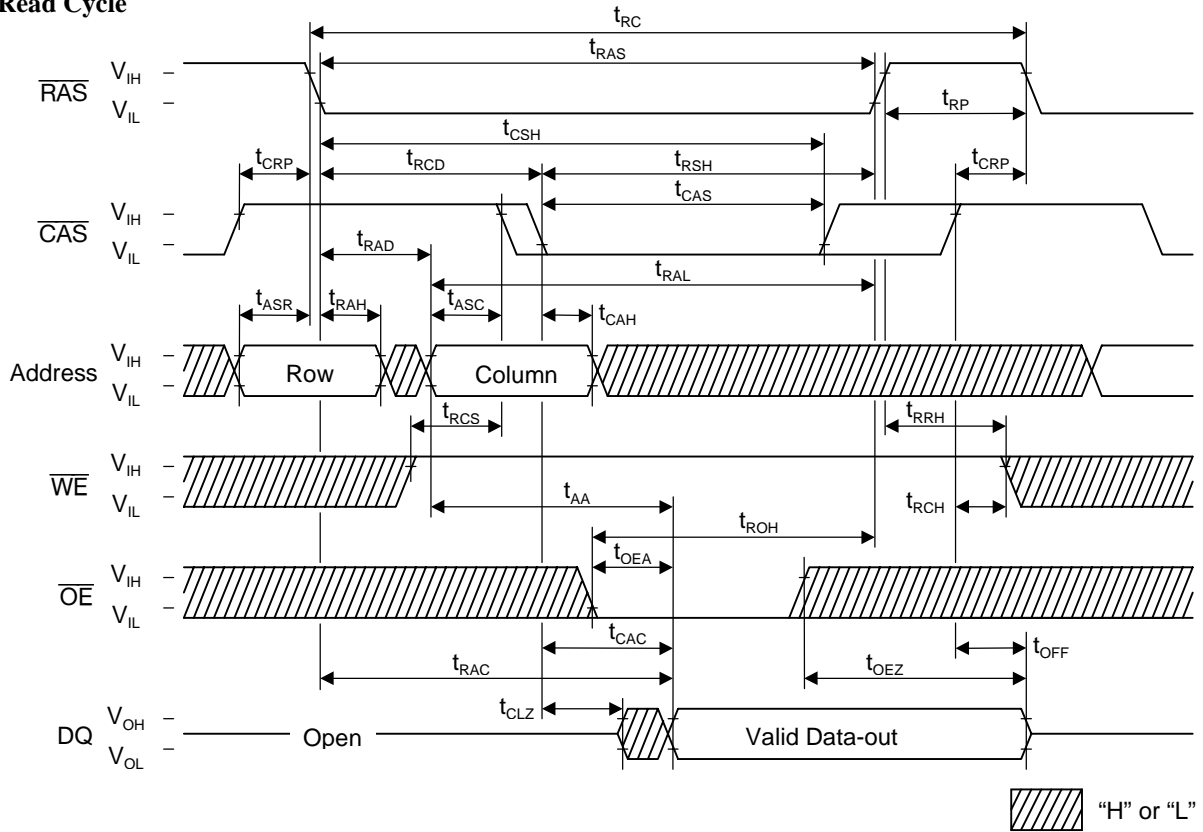 Read Cycle
tRC
tRAS
VIH
RAS
VIL
tRP
tCSH
tCRP
tRCD
tRSH
tCRP
tCAS
VIH
CAS
VIL
tRAD
tRAL
tASR
tRAH
tASC
tCAH
VIH
Address
Row
Column
VIL
tRCS
tRRH
VIH
WE
VIL
tAA
tROH
tRCH
tOEA
VIH
OE
VIL
tCAC
tOFF
tRAC
tOEZ
tCLZ
VOH
DQ
Open
Valid Data-out
VOL
“H” or “L”